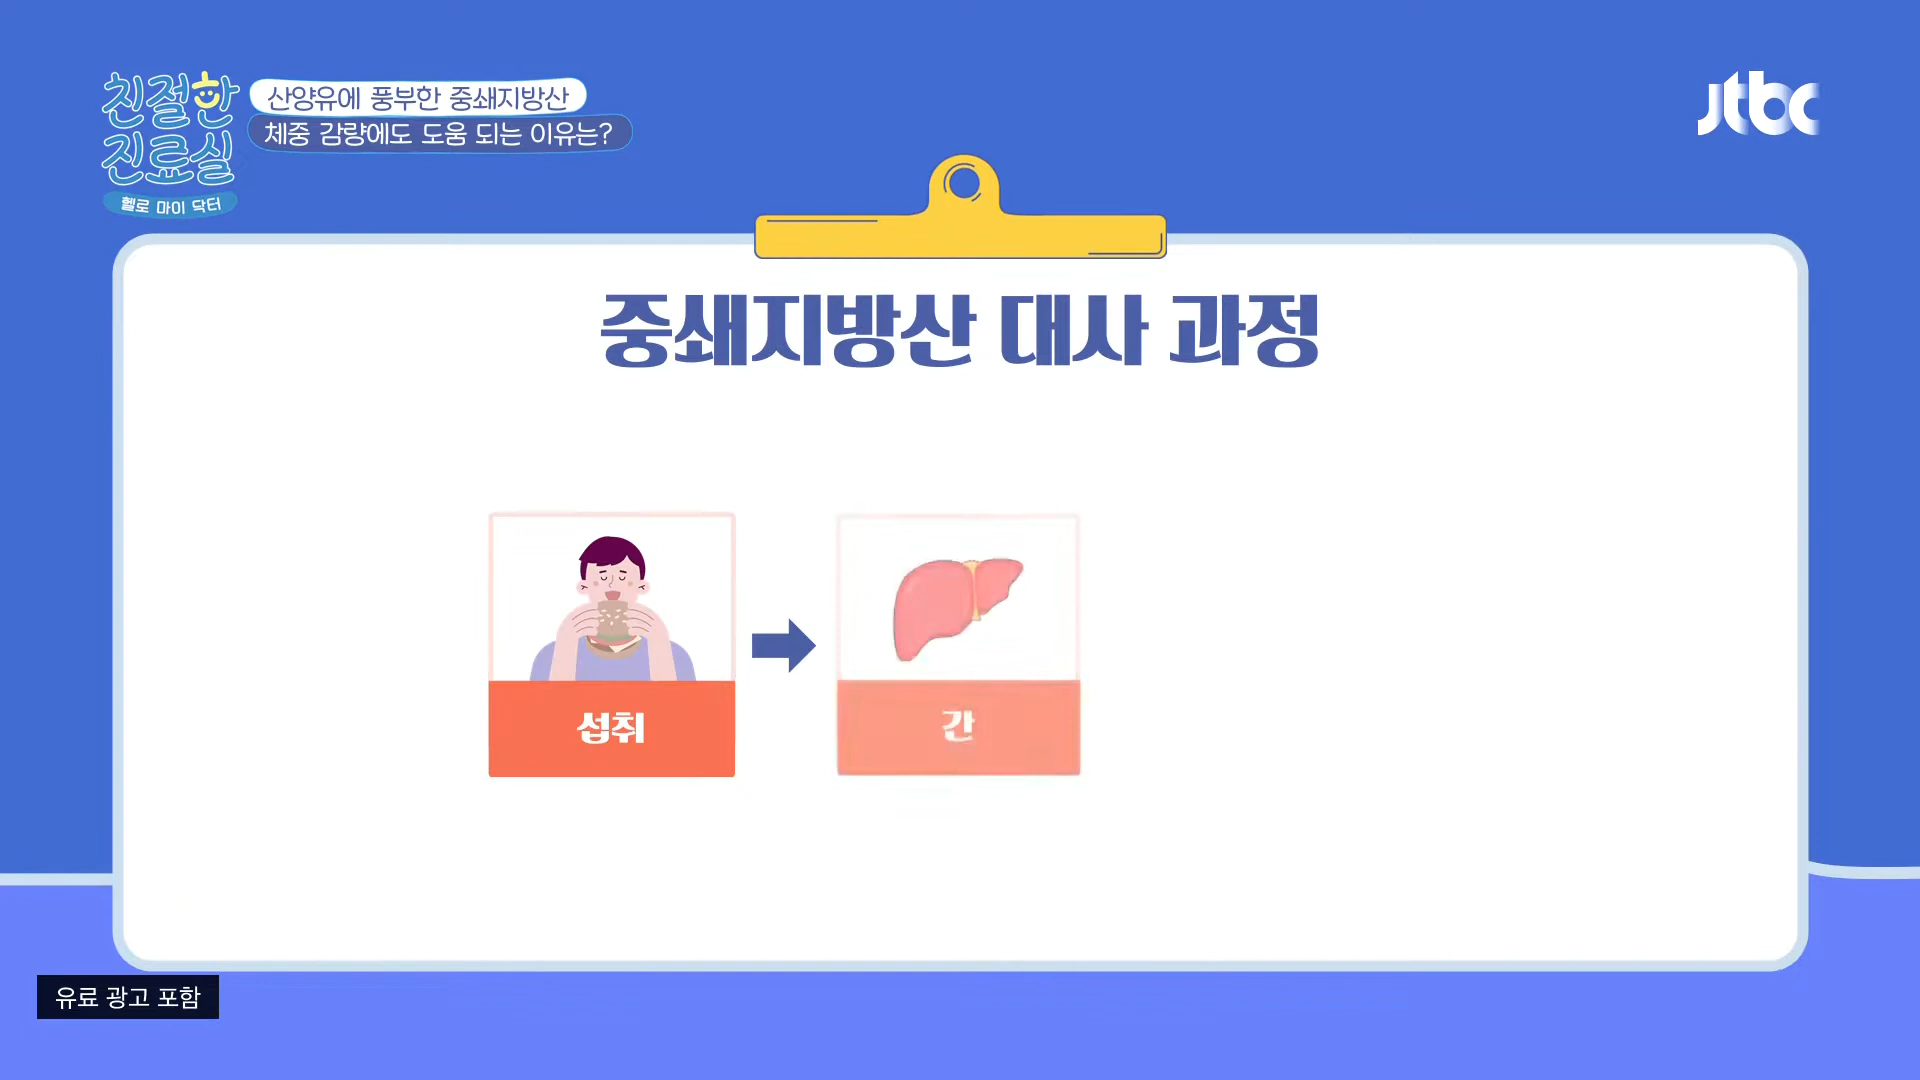 친절한
진료실
헬로 마이 닥터
산양유에 풍부한 중쇄지방산
체중 감량에도 도움 되는 이유는?
jtbc
중쇄지방산 대사 과정
섭취
간
유료 광고 포함